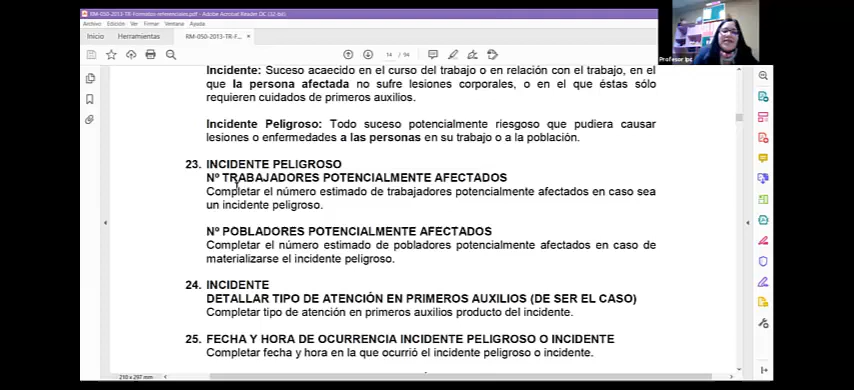 RM-050-2013-TR Formatos referenciales.pdf - Adobe Acrobat Reader DC (32-bit)
Archivo Edición Ver Firmar Ventana Ayuda
Inicio Herramientas RM-050-2013-TR-F... ×
14 / 94
Profesor Ipc
Incidente: Suceso acaecido en el curso del trabajo o en relación con el trabajo, en el
que la persona afectada no sufre lesiones corporales, o en el que éstas sólo
requieren cuidados de primeros auxilios.
Incidente Peligroso: Todo suceso potencialmente riesgoso que pudiera causar
lesiones o enfermedades a las personas en su trabajo o a la población.
23. INCIDENTE PELIGROSO
Nº TRABAJADORES POTENCIALMENTE AFECTADOS
Completar el número estimado de trabajadores potencialmente afectados en caso sea
un incidente peligroso.
Nº POBLADORES POTENCIALMENTE AFECTADOS
Completar el número estimado de pobladores potencialmente afectados en caso de
materializarse el incidente peligroso.
24. INCIDENTE
DETALLAR TIPO DE ATENCIÓN EN PRIMEROS AUXILIOS (DE SER EL CASO)
Completar tipo de atención en primeros auxilios producto del incidente.
25. FECHA Y HORA DE OCURRENCIA INCIDENTE PELIGROSO O INCIDENTE
Completar fecha y hora en la que ocurrió el incidente peligroso o incidente.
210 x 297 mm